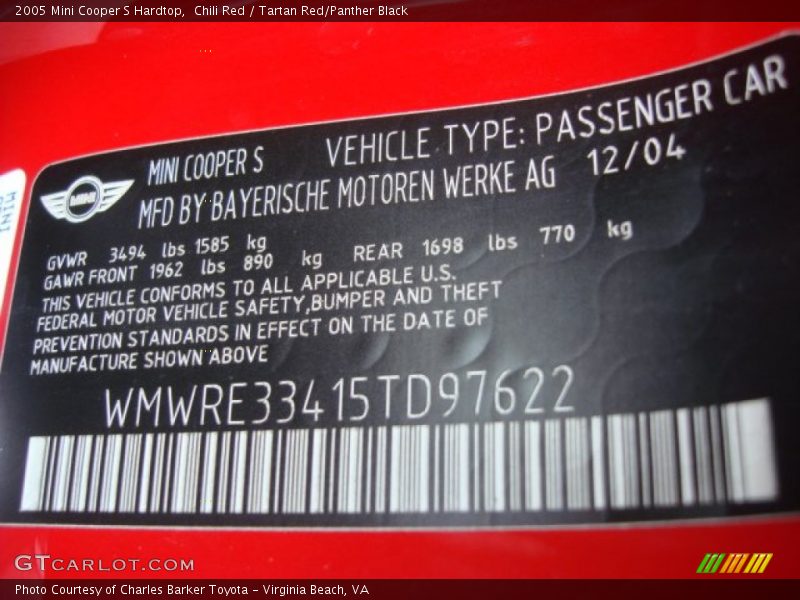 2005 Mini Cooper S Hardtop,  Chili Red / Tartan Red/Panther Black
MINI
MINI COOPER S VEHICLE TYPE: PASSENGER CAR
MFD BY BAYERISCHE MOTOREN WERKE AG 12/04
GVWR 3494 lbs 1585 kg
GAWR FRONT 1962 lbs 890 kg REAR 1698 lbs 770 kg
THIS VEHICLE CONFORMS TO ALL APPLICABLE U.S.
FEDERAL MOTOR VEHICLE SAFETY,BUMPER AND THEFT
PREVENTION STANDARDS IN EFFECT ON THE DATE OF
MANUFACTURE SHOWN ABOVE
WMWRE33415TD97622
MINI
GTCARLOT.COM
Photo Courtesy of Charles Barker Toyota - Virginia Beach, VA